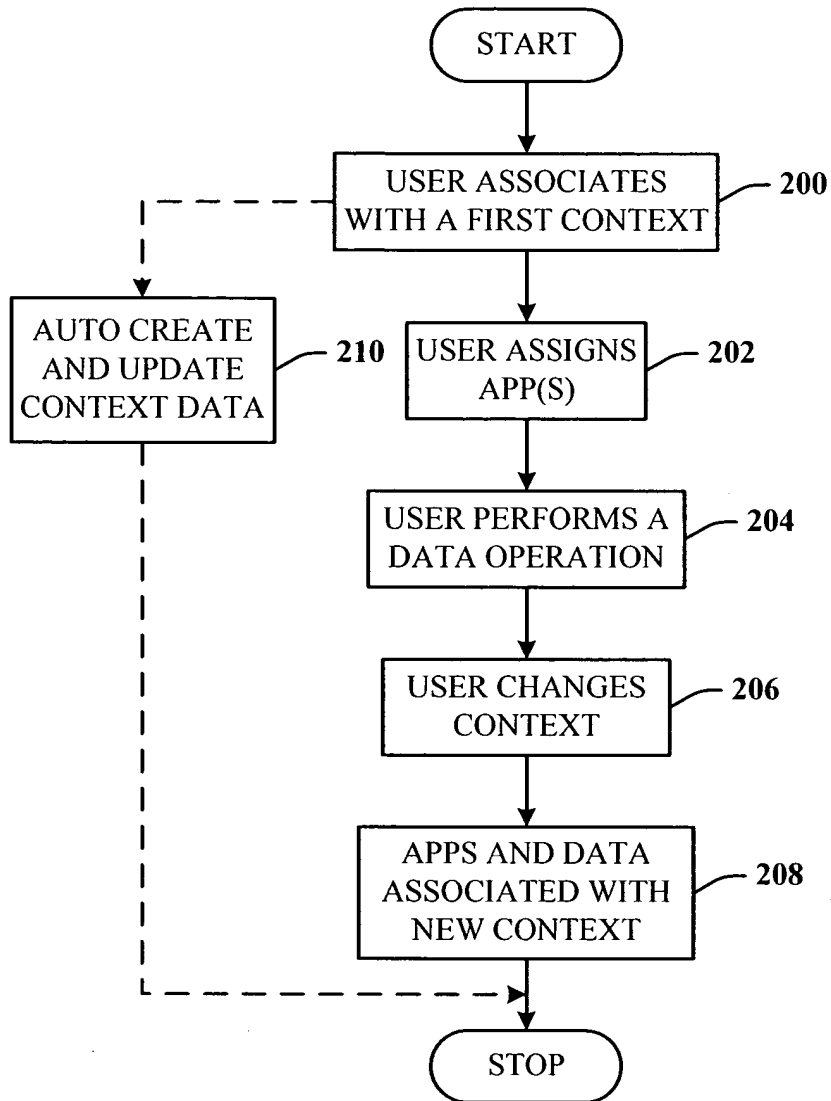 START
USER ASSOCIATES
WITH A FIRST CONTEXT
200
AUTO CREATE
AND UPDATE
CONTEXT DATA
210
USER ASSIGNS
APP(S)
202
USER PERFORMS A
DATA OPERATION
204
USER CHANGES
CONTEXT
206
APPS AND DATA
ASSOCIATED WITH
NEW CONTEXT
208
STOP